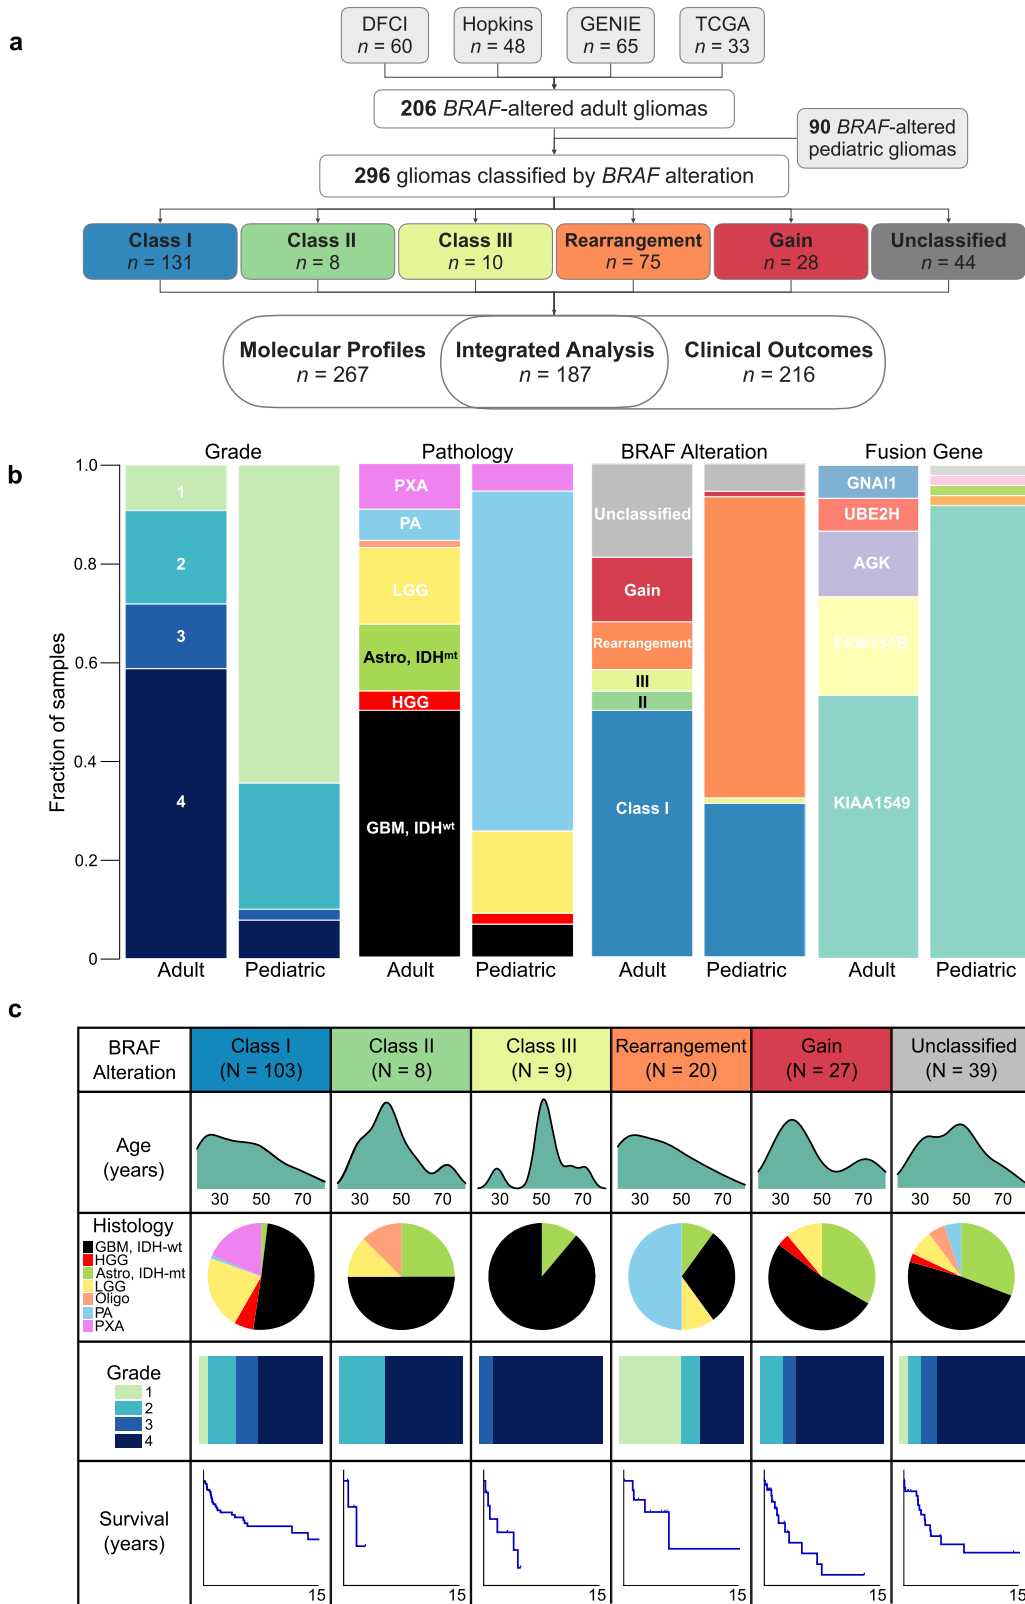 a
DFCI
n = 60
Hopkins
n = 48
GENIE
n = 65
TCGA
n = 33
206 BRAF-altered adult gliomas
90 BRAF-altered
pediatric gliomas
296 gliomas classified by BRAF alteration
Class I
n = 131
Class II
n = 8
Class III
n = 10
Rearrangement
n = 75
Gain
n = 28
Unclassified
n = 44
Molecular Profiles
n = 267
Integrated Analysis
n = 187
Clinical Outcomes
n = 216
b
Fraction of samples
1.0
0.8
0.6
0.4
0.2
0
Grade
1
2
3
4
Adult
Pediatric
Pathology
PXA
PA
LGG
Astro, IDHmt
HGG
GBM, IDHwt
Adult
Pediatric
BRAF Alteration
Unclassified
Gain
Rearrangement
III
II
Class I
Adult
Pediatric
Fusion Gene
GNAI1
UBE2H
AGK
FAM131B
KIAA1549
Adult
Pediatric
c
BRAF
Alteration
Class I
(N = 103)
Class II
(N = 8)
Class III
(N = 9)
Rearrangement
(N = 20)
Gain
(N = 27)
Unclassified
(N = 39)
Age
(years)
30 50 70
30 50 70
30 50 70
30 50 70
30 50 70
30 50 70
Histology
GBM, IDH-wt
HGG
Astro, IDH-mt
LGG
Oligo
PA
PXA
Grade
1
2
3
4
Survival
(years)
15
15
15
15
15
15